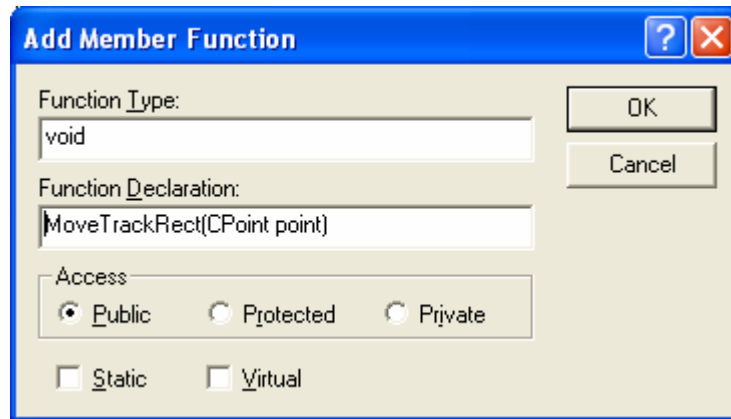 Add Member Function
Function Type:
OK
void
Cancel
Function Declaration:
MoveTrackRect(CPoint point)
Access
Public Protected Private
Static Virtual